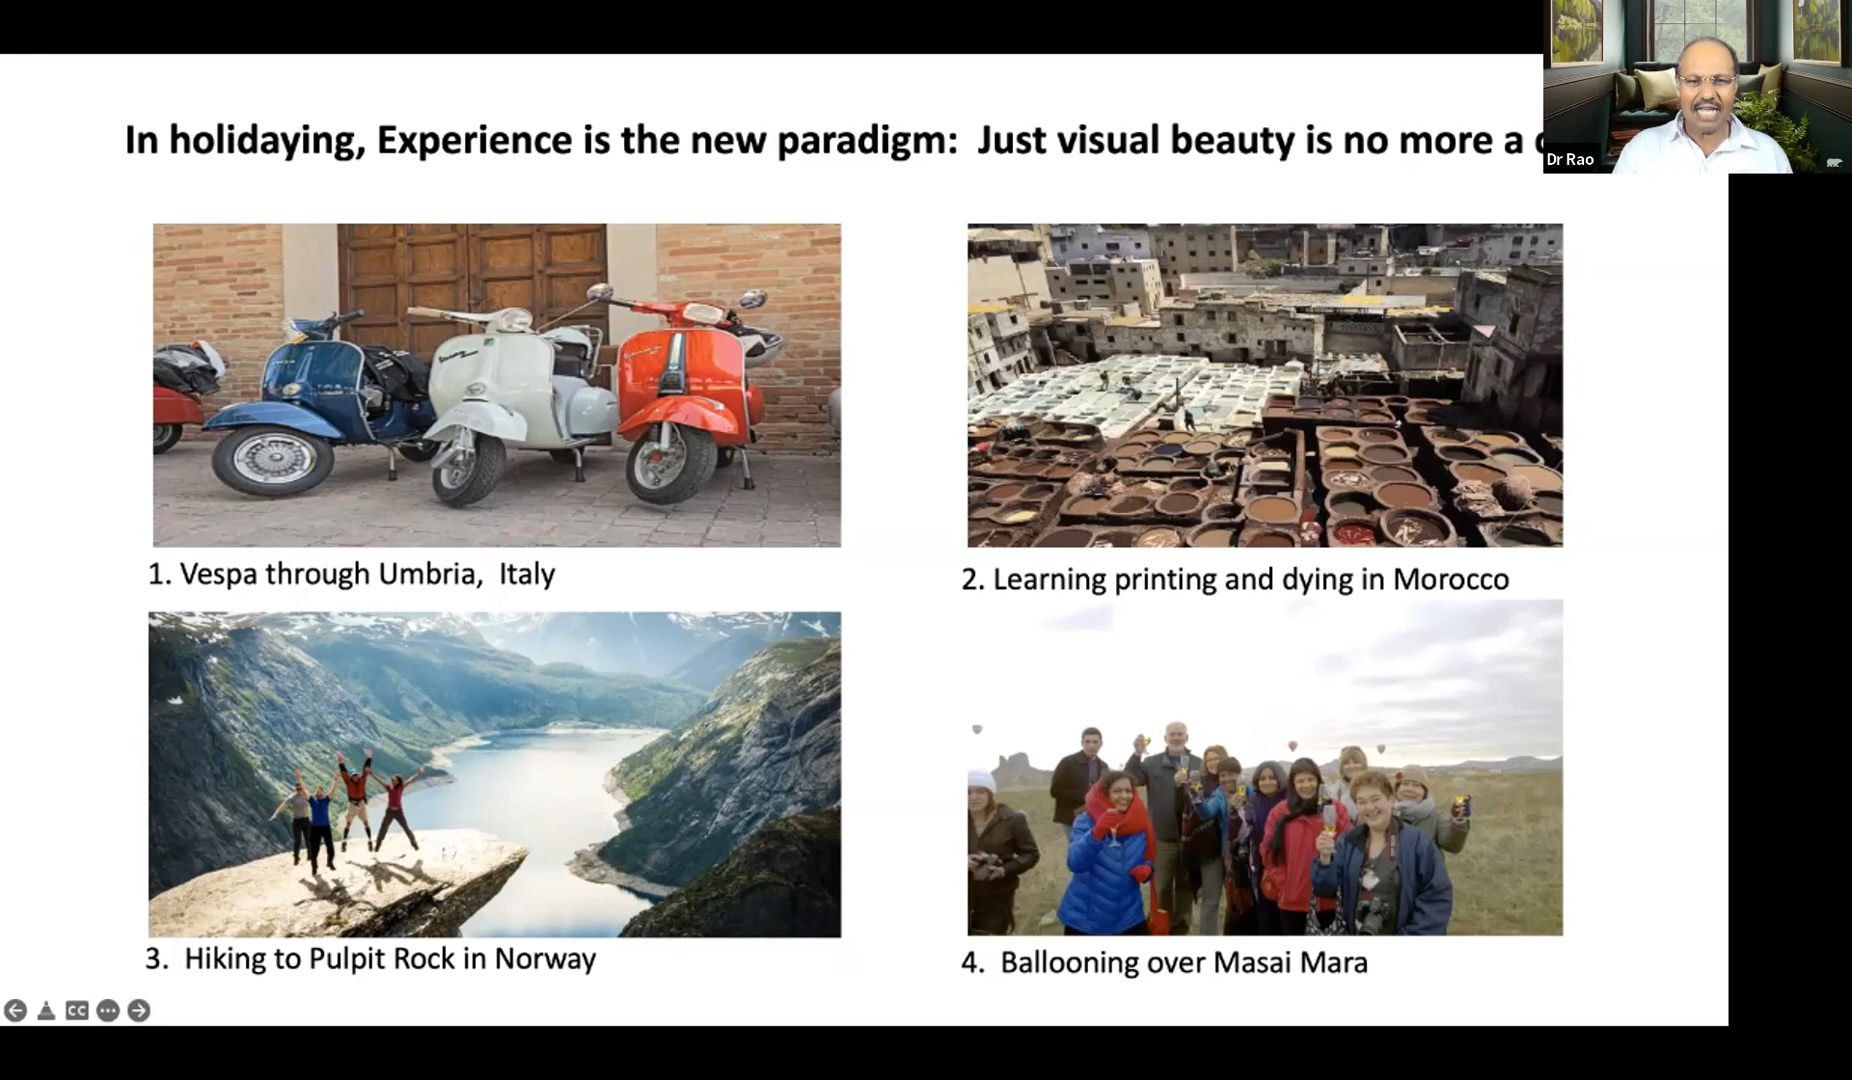 In holidaying, Experience is the new paradigm:  Just visual beauty is no more a
Dr Rao
1. Vespa through Umbria,  Italy
2. Learning printing and dying in Morocco
3.  Hiking to Pulpit Rock in Norway
4.  Ballooning over Masai Mara
CC